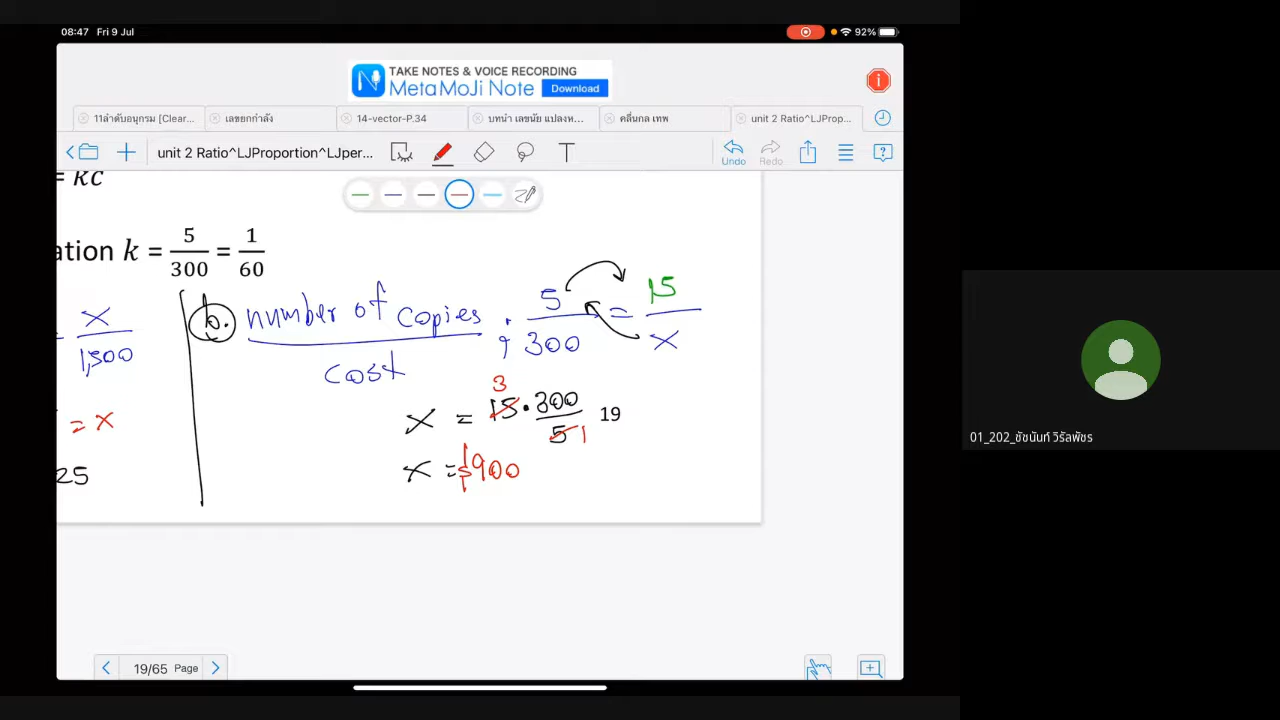 08:47 Fri 9 Jul
92%
TAKE NOTES & VOICE RECORDING
MetaMoJi Note Download
11ลำดับอนุกรม [Clear...
เลขยกกำลัง
14-vector-P.34
บทนำ เลขนัย แปลงห...
คลื่นกล เทพ
unit 2 Ratio^LJProp...
unit 2 Ratio^LJProportion^LJper...
T
Undo
Redo
= KC
ation k = 5/300 = 1/60
= x/1,500
= x
25
b. number of copies / cost ; 5/300 = 15/x
3
x = 15 · 300 / 5 1
19
x = $900
19/65 Page
01_202_ชัชนันท์ วิรัลพัชร